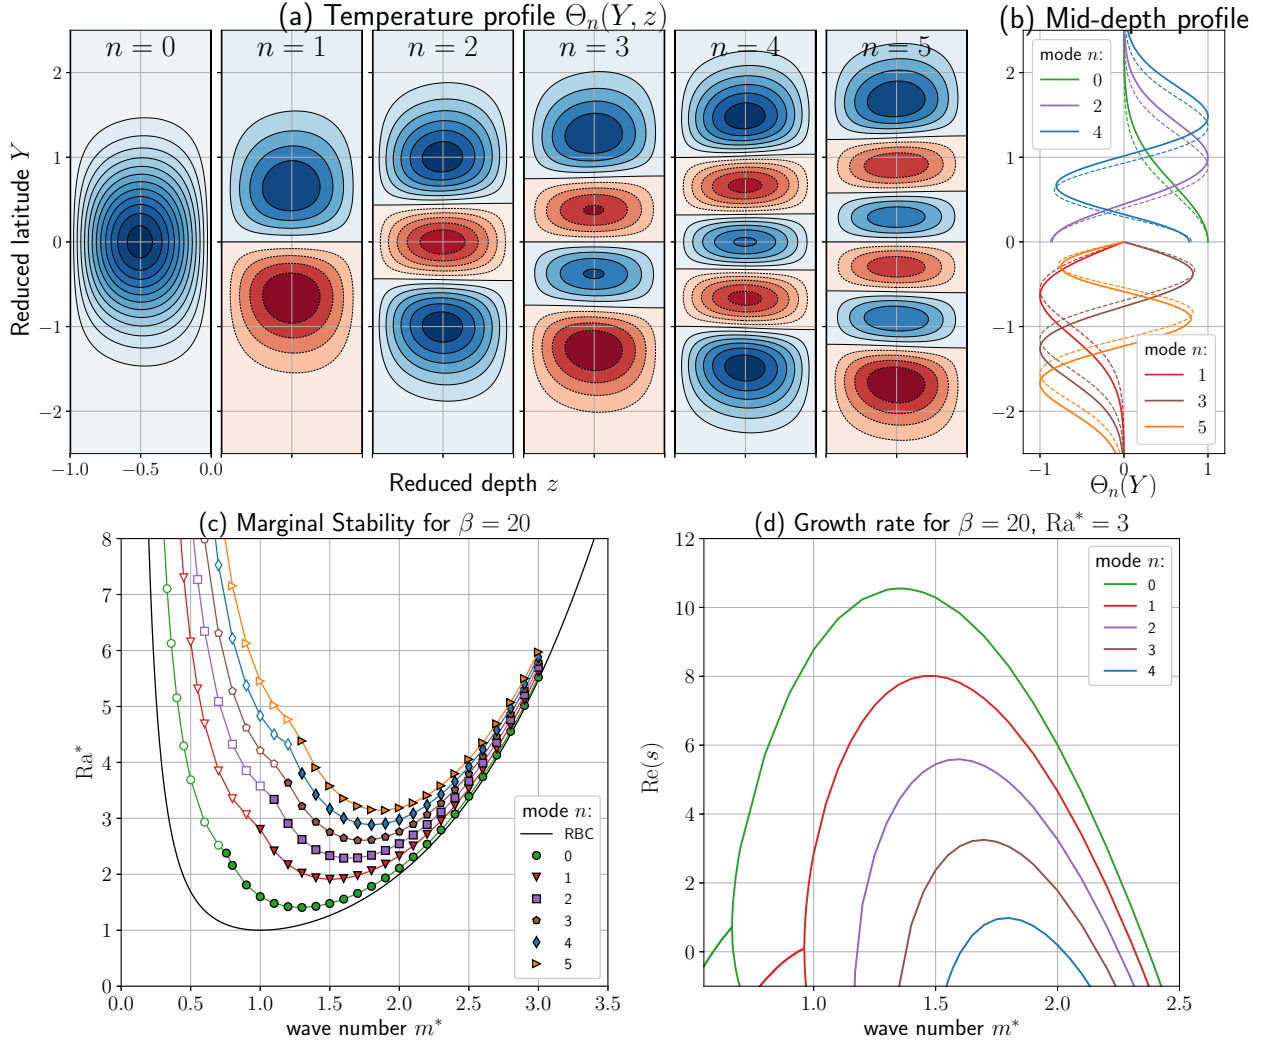 (a) Temperature profile Θₙ(Y, z)
n = 0 n = 1 n = 2 n = 3 n = 4 n = 5
Reduced latitude Y
2
1
0
−1
−2
−1.0 −0.5 0.0
Reduced depth z
(b) Mid-depth profile
mode n:
0
2
4
2
1
0
−1
−2
mode n:
1
3
5
−1 0 1
Θₙ(Y)
(c) Marginal Stability for β = 20
Ra*
8
7
6
5
4
3
2
1
0
mode n:
RBC
0
1
2
3
4
5
0.0 0.5 1.0 1.5 2.0 2.5 3.0 3.5
wave number m*
(d) Growth rate for β = 20, Ra* = 3
Re(s)
12
10
8
6
4
2
0
mode n:
0
1
2
3
4
1.0 1.5 2.0 2.5
wave number m*